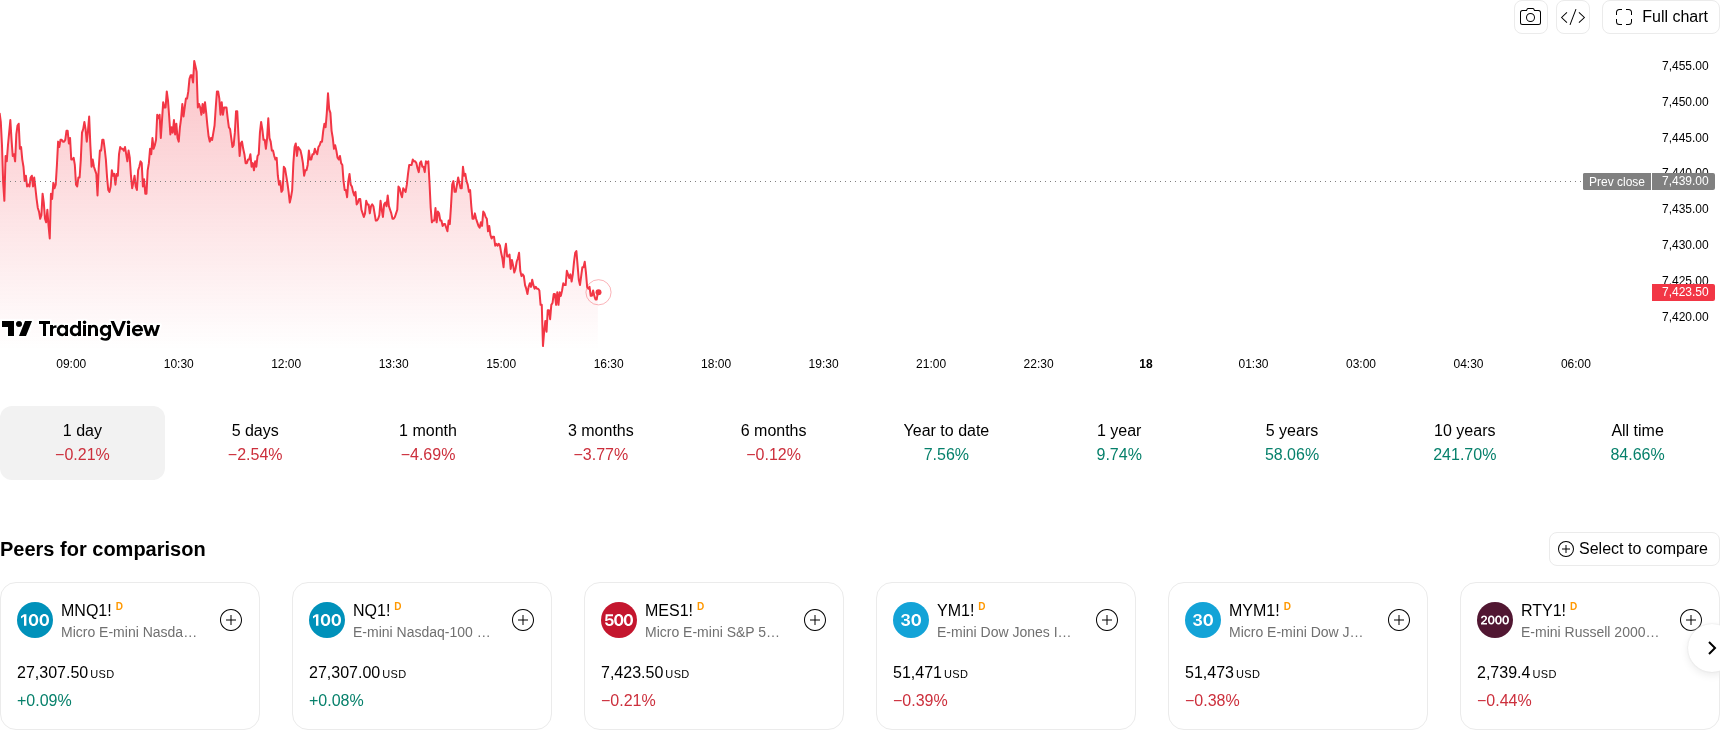 Full chart
7,455.00
7,450.00
7,445.00
7,440.00
Prev close 7,439.00
7,435.00
7,430.00
7,425.00
7,423.50
7,420.00
TradingView
09:00 10:30 12:00 13:30 15:00 16:30 18:00 19:30 21:00 22:30 18 01:30 03:00 04:30 06:00
1 day 5 days 1 month 3 months 6 months Year to date 1 year 5 years 10 years All time
−0.21% −2.54% −4.69% −3.77% −0.12% 7.56% 9.74% 58.06% 241.70% 84.66%
Peers for comparison
Select to compare
100 MNQ1! D
Micro E-mini Nasda…
27,307.50 USD
+0.09%
100 NQ1! D
E-mini Nasdaq-100 …
27,307.00 USD
+0.08%
500 MES1! D
Micro E-mini S&P 5…
7,423.50 USD
−0.21%
30 YM1! D
E-mini Dow Jones I…
51,471 USD
−0.39%
30 MYM1! D
Micro E-mini Dow J…
51,473 USD
−0.38%
2000 RTY1! D
E-mini Russell 2000…
2,739.4 USD
−0.44%